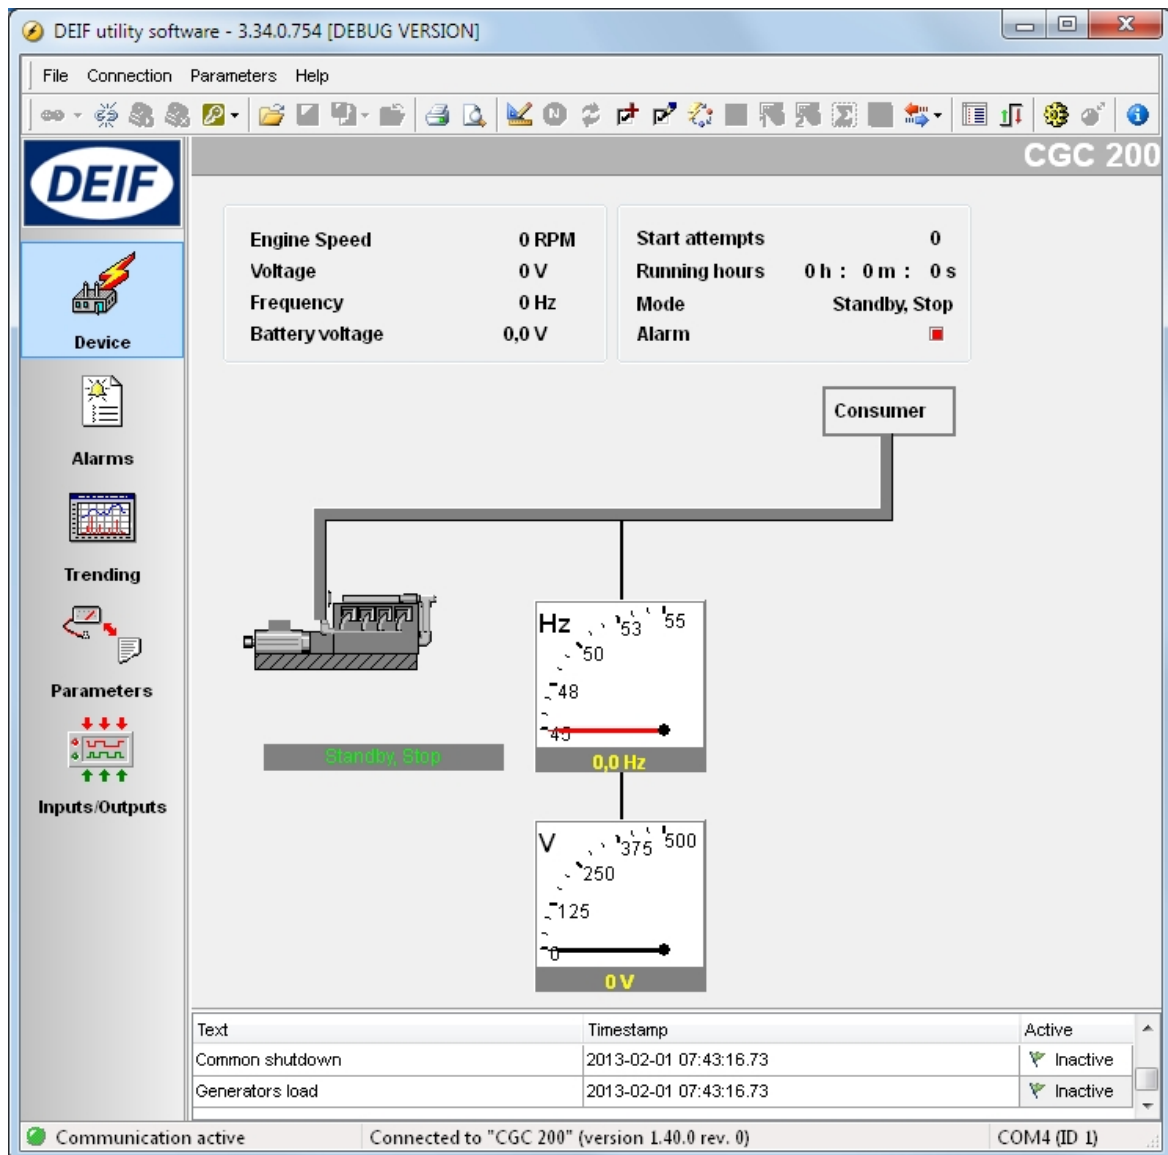 DEIF utility software - 3.34.0.754 [DEBUG VERSION]
File Connection Parameters Help
DEIF
CGC 200
Engine Speed 0 RPM
Voltage 0 V
Frequency 0 Hz
Battery voltage 0,0 V
Start attempts 0
Running hours 0 h : 0 m : 0 s
Mode Standby, Stop
Alarm
Device
Alarms
Trending
Parameters
Inputs/Outputs
Consumer
Standby, Stop
Hz
55
53
50
48
45
0,0 Hz
V
500
375
250
125
0
0 V
Text Timestamp Active
Common shutdown 2013-02-01 07:43:16.73 Inactive
Generators load 2013-02-01 07:43:16.73 Inactive
Communication active Connected to "CGC 200" (version 1.40.0 rev. 0) COM4 (ID 1)